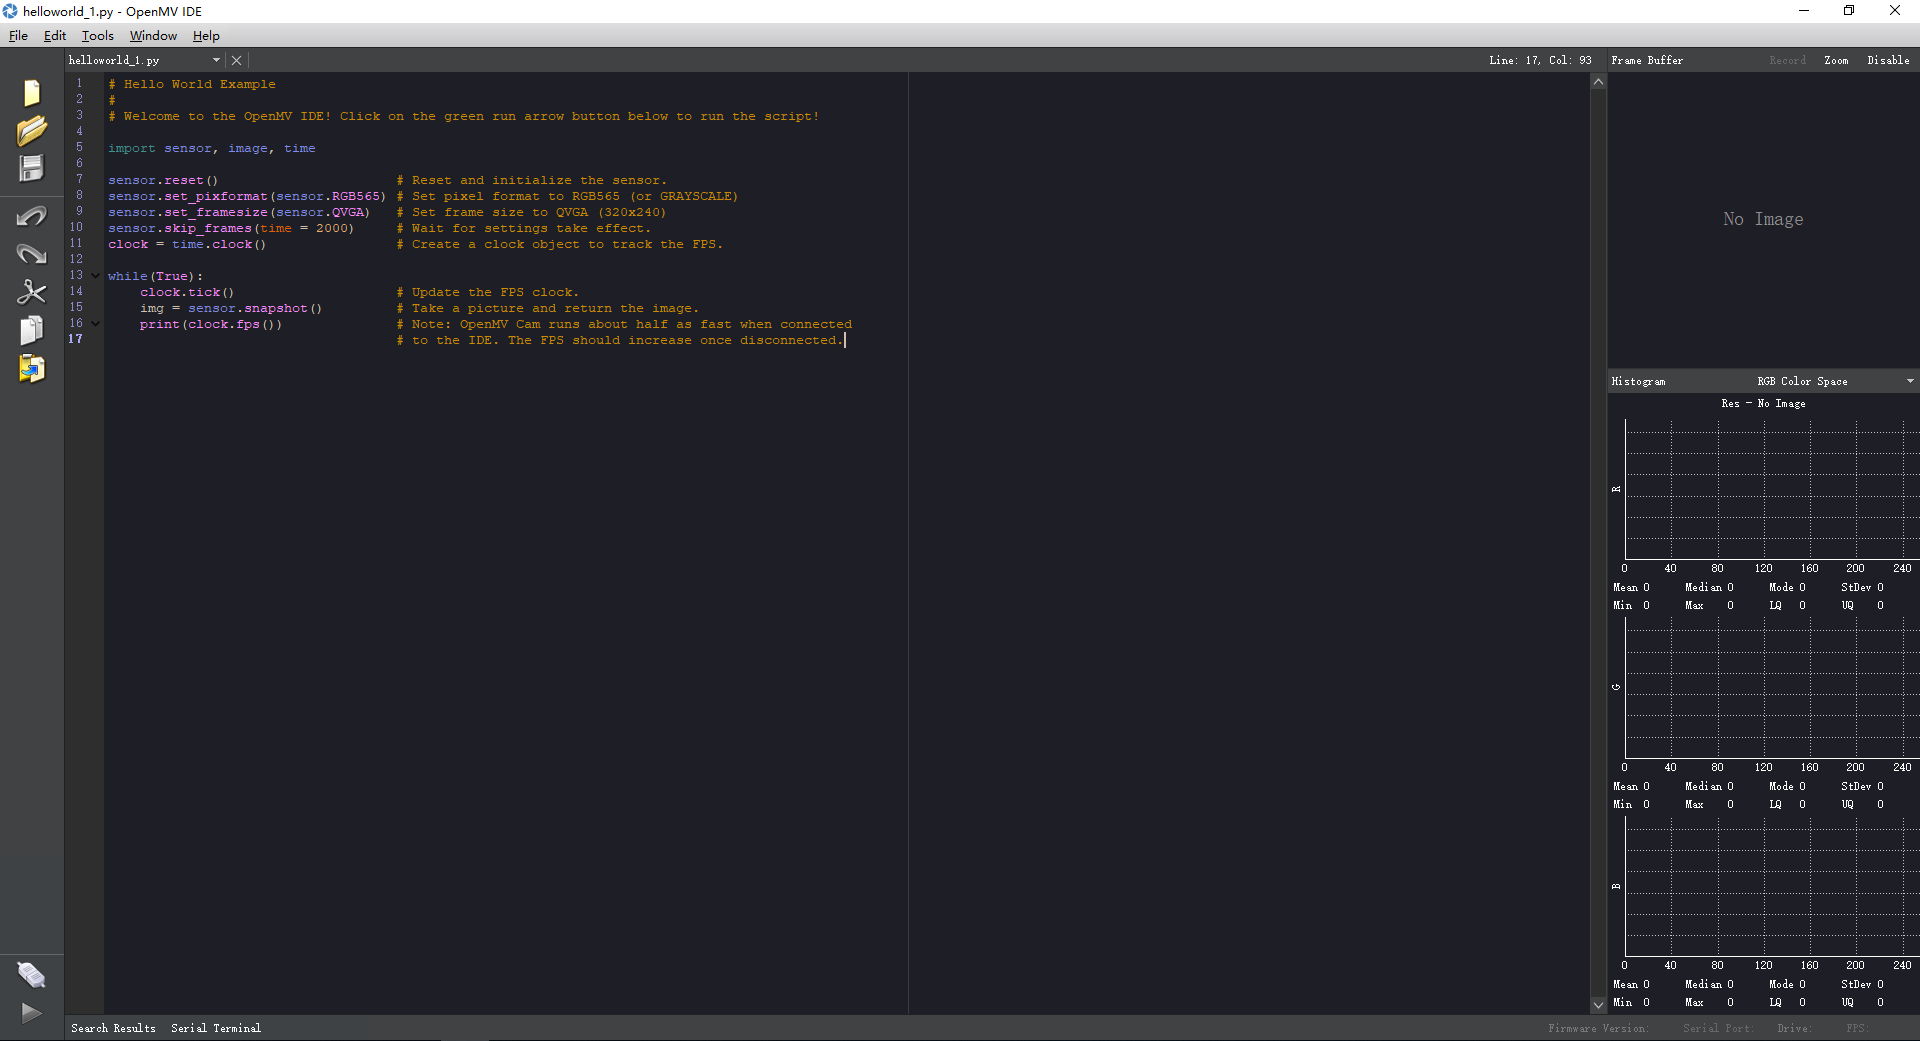 helloworld_1.py - OpenMV IDE
File Edit Tools Window Help
helloworld_1.py
Line: 17, Col: 93
Frame Buffer Record Zoom Disable
1 # Hello World Example
2 #
3 # Welcome to the OpenMV IDE! Click on the green run arrow button below to run the script!
4
5 import sensor, image, time
6
7 sensor.reset() # Reset and initialize the sensor.
8 sensor.set_pixformat(sensor.RGB565) # Set pixel format to RGB565 (or GRAYSCALE)
9 sensor.set_framesize(sensor.QVGA) # Set frame size to QVGA (320x240)
10 sensor.skip_frames(time = 2000) # Wait for settings take effect.
11 clock = time.clock() # Create a clock object to track the FPS.
12
13 while(True):
14 clock.tick() # Update the FPS clock.
15 img = sensor.snapshot() # Take a picture and return the image.
16 print(clock.fps()) # Note: OpenMV Cam runs about half as fast when connected
17 # to the IDE. The FPS should increase once disconnected.
No Image
Histogram RGB Color Space
Res - No Image
R
0 40 80 120 160 200 240
Mean 0 Median 0 Mode 0 StDev 0
Min 0 Max 0 LQ 0 UQ 0
G
0 40 80 120 160 200 240
Mean 0 Median 0 Mode 0 StDev 0
Min 0 Max 0 LQ 0 UQ 0
B
0 40 80 120 160 200 240
Mean 0 Median 0 Mode 0 StDev 0
Min 0 Max 0 LQ 0 UQ 0
Search Results Serial Terminal
Firmware Version: Serial Port: Drive: FPS: